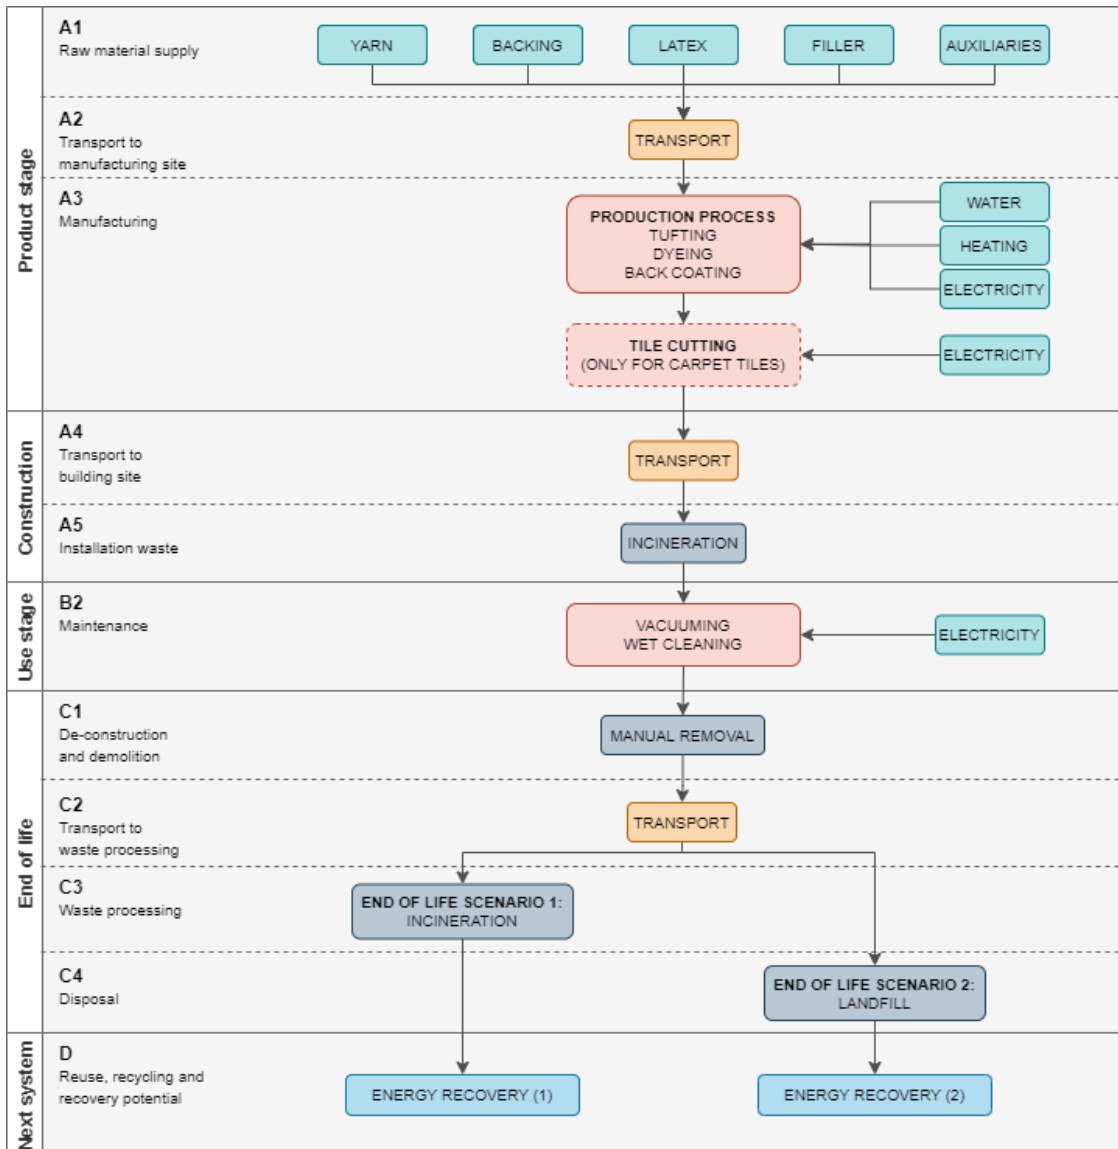 Product stage
A1
Raw material supply
YARN
BACKING
LATEX
FILLER
AUXILIARIES
A2
Transport to
manufacturing site
TRANSPORT
A3
Manufacturing
PRODUCTION PROCESS
TUFTING
DYEING
BACK COATING
WATER
HEATING
ELECTRICITY
TILE CUTTING
(ONLY FOR CARPET TILES)
ELECTRICITY
Construction
A4
Transport to
building site
TRANSPORT
A5
Installation waste
INCINERATION
Use stage
B2
Maintenance
VACUUMING
WET CLEANING
ELECTRICITY
End of life
C1
De-construction
and demolition
MANUAL REMOVAL
C2
Transport to
waste processing
TRANSPORT
C3
Waste processing
END OF LIFE SCENARIO 1:
INCINERATION
C4
Disposal
END OF LIFE SCENARIO 2:
LANDFILL
Next system
D
Reuse, recycling and
recovery potential
ENERGY RECOVERY (1)
ENERGY RECOVERY (2)